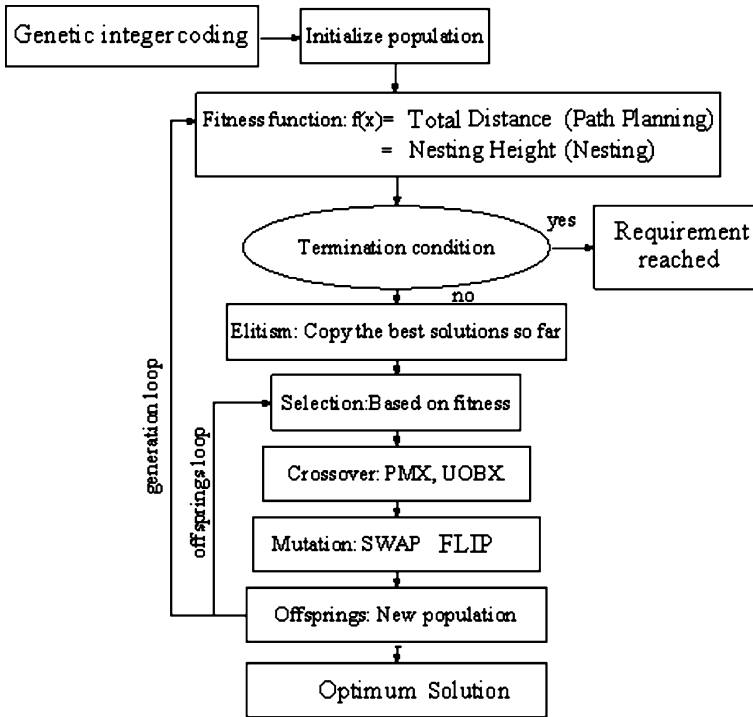 Genetic integer coding
Initialize population
Fitness function: f(x)= Total Distance (Path Planning)
= Nesting Height (Nesting)
Termination condition
yes
Requirement
reached
no
Elitism: Copy the best solutions so far
Selection:Based on fitness
Crossover: PMX, UOBX.
Mutation: SWAP FLIP
Offsprings: New population
Optimum Solution
generation loop
offsprings loop